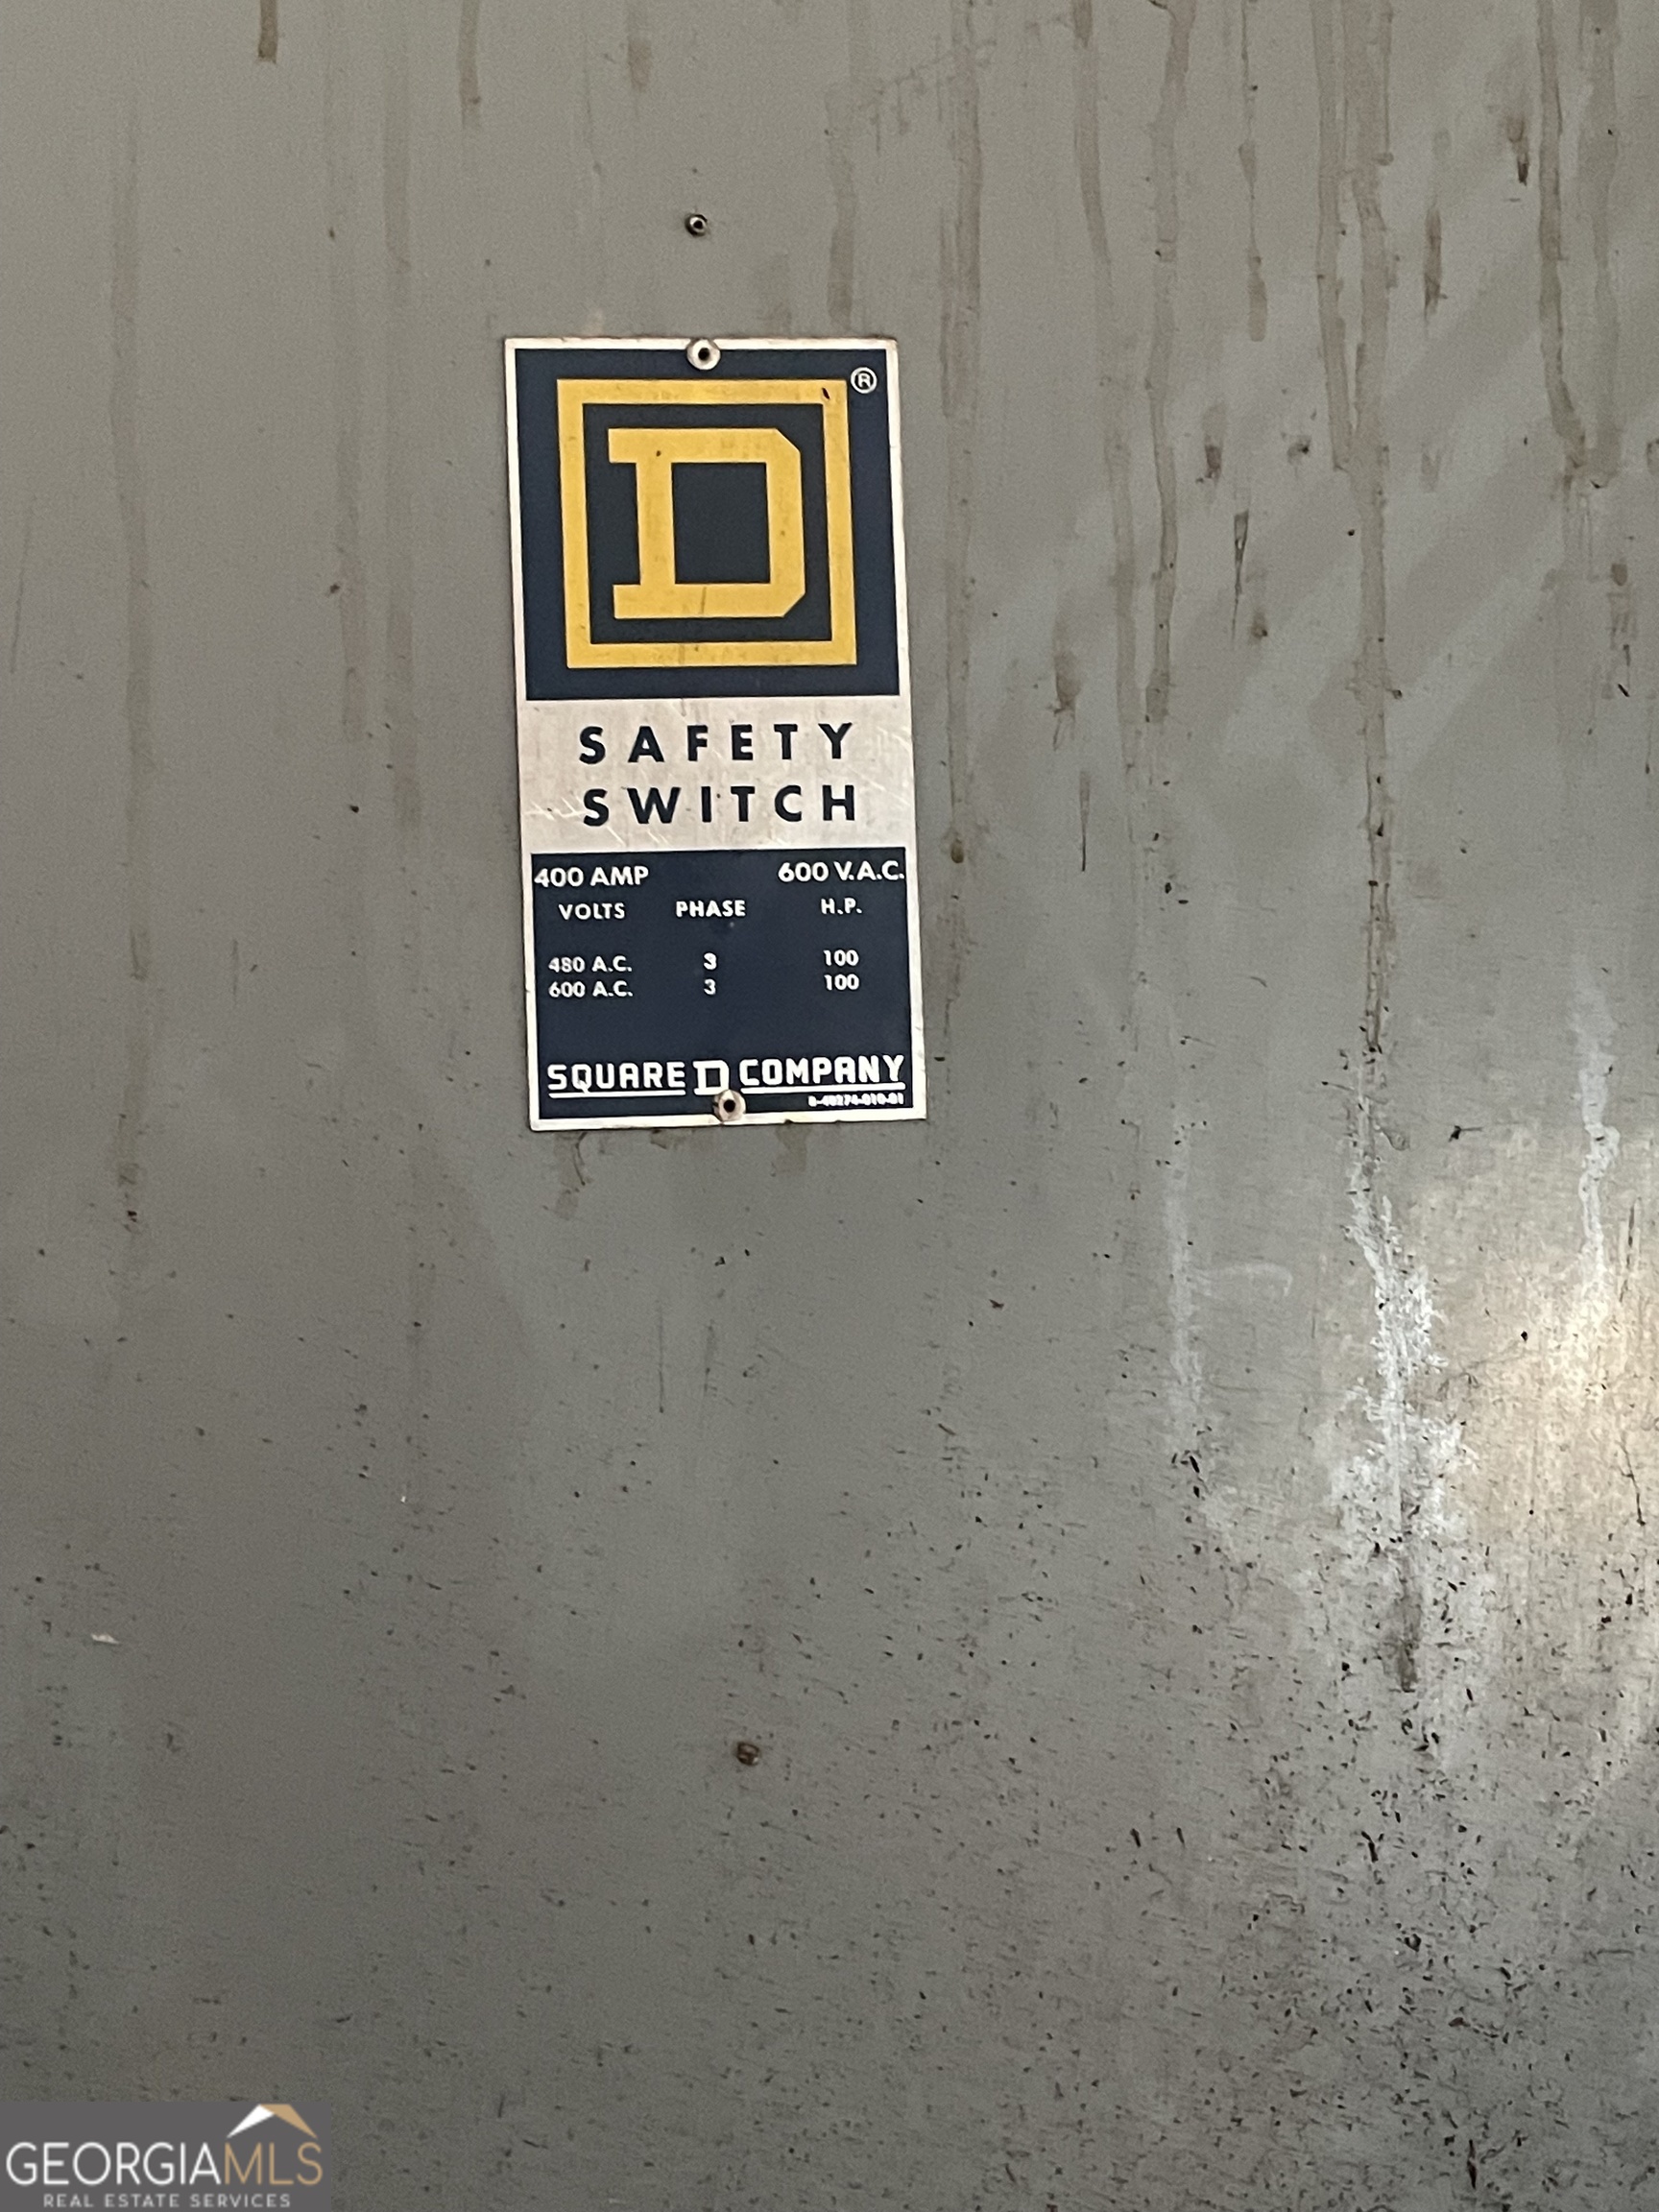 D ®
SAFETY
SWITCH
400 AMP 600 V.A.C.
VOLTS PHASE H.P.
480 A.C. 3 100
600 A.C. 3 100
SQUARE D COMPANY
GEORGIAMLS
REAL ESTATE SERVICES